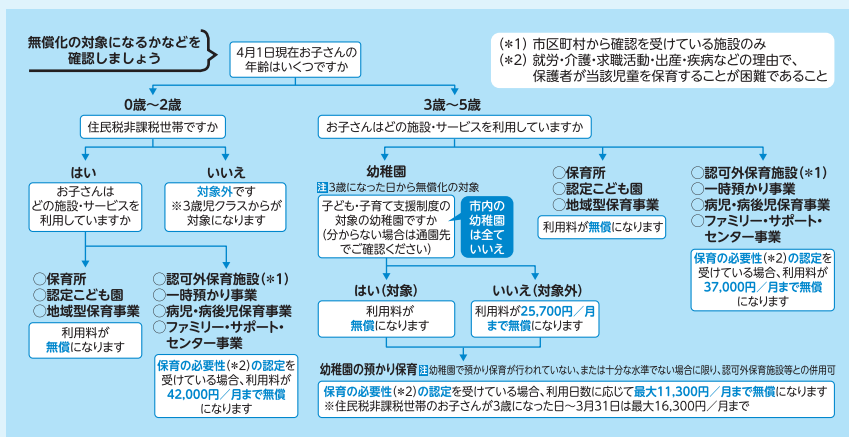 無償化の対象になるかなどを
確認しましょう
4月1日現在お子さんの
年齢はいくつですか
(*1) 市区町村から確認を受けている施設のみ
(*2) 就労・介護・求職活動・出産・疾病などの理由で、
保護者が当該児童を保育することが困難であること
0歳〜2歳
住民税非課税世帯ですか
はい
お子さんは
どの施設・サービスを
利用していますか
いいえ
対象外です
※3歳児クラスからが
対象になります
○保育所
○認定こども園
○地域型保育事業
利用料が
無償になります
○認可外保育施設(*1)
○一時預かり事業
○病児・病後児保育事業
○ファミリー・サポート・
センター事業
保育の必要性(*2)の認定を
受けている場合、利用料が
42,000円/月まで無償
になります
3歳〜5歳
お子さんはどの施設・サービスを利用していますか
幼稚園
注3歳になった日から無償化の対象
子ども・子育て支援制度の
対象の幼稚園ですか
(分からない場合は通園先
でご確認ください)
市内の
幼稚園
は全て
いいえ
はい(対象)
利用料が
無償になります
いいえ(対象外)
利用料が25,700円/月
まで無償になります
○保育所
○認定こども園
○地域型保育事業
利用料が無償になります
○認可外保育施設(*1)
○一時預かり事業
○病児・病後児保育事業
○ファミリー・サポート・
センター事業
保育の必要性(*2)の認定を
受けている場合、利用料が
37,000円/月まで無償
になります
幼稚園の預かり保育 注幼稚園で預かり保育が行われていない、または十分な水準でない場合に限り、認可外保育施設等との併用可
保育の必要性(*2)の認定を受けている場合、利用日数に応じて最大11,300円/月まで無償になります
※住民税非課税世帯のお子さんが3歳になった日〜3月31日は最大16,300円/月まで